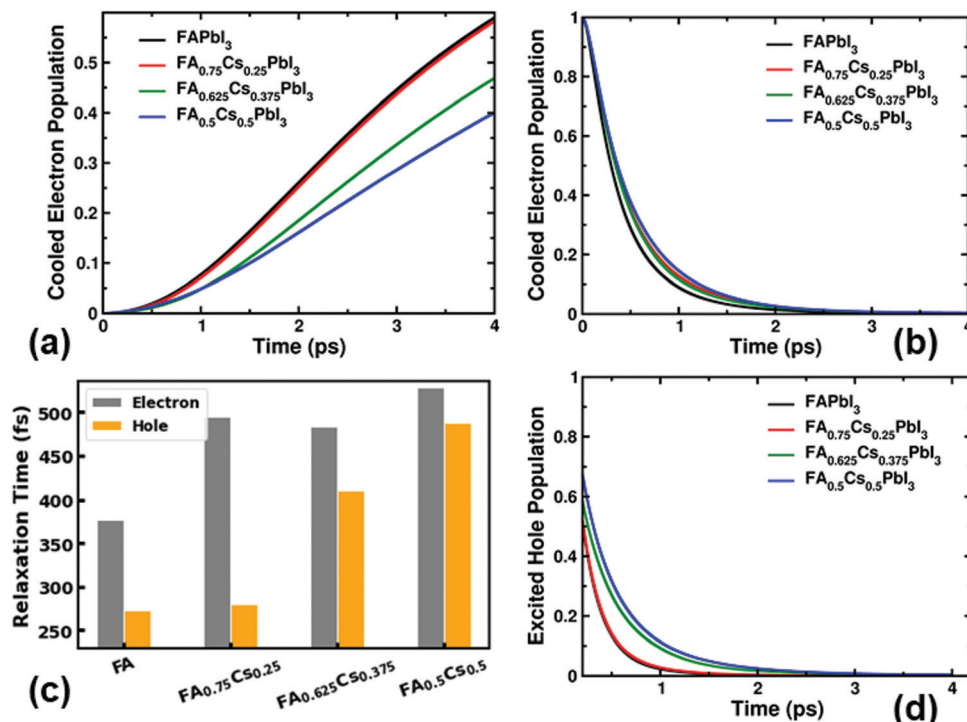 (a)
Cooled Electron Population
0.5
0.4
0.3
0.2
0.1
0
FAPbI₃
FA₀.₇₅Cs₀.₂₅PbI₃
FA₀.₆₂₅Cs₀.₃₇₅PbI₃
FA₀.₅Cs₀.₅PbI₃
0 1 2 3 4
Time (ps)
(b)
Cooled Electron Population
1
0.8
0.6
0.4
0.2
0
FAPbI₃
FA₀.₇₅Cs₀.₂₅PbI₃
FA₀.₆₂₅Cs₀.₃₇₅PbI₃
FA₀.₅Cs₀.₅PbI₃
0 1 2 3 4
Time (ps)
(c)
Relaxation Time (fs)
500
450
400
350
300
250
Electron
Hole
FA FA₀.₇₅Cs₀.₂₅ FA₀.₆₂₅Cs₀.₃₇₅ FA₀.₅Cs₀.₅
(d)
Excited Hole Population
1
0.8
0.6
0.4
0.2
0
FAPbI₃
FA₀.₇₅Cs₀.₂₅PbI₃
FA₀.₆₂₅Cs₀.₃₇₅PbI₃
FA₀.₅Cs₀.₅PbI₃
1 2 3 4
Time (ps)